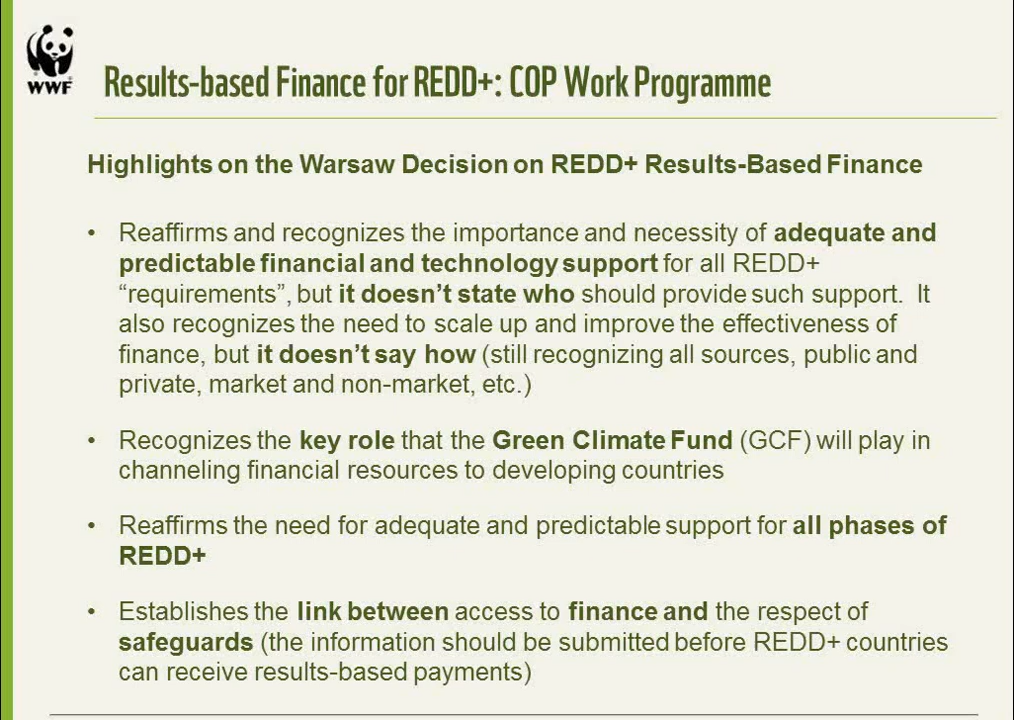 WWF
Results-based Finance for REDD+: COP Work Programme
Highlights on the Warsaw Decision on REDD+ Results-Based Finance
• Reaffirms and recognizes the importance and necessity of adequate and
predictable financial and technology support for all REDD+
“requirements”, but it doesn’t state who should provide such support. It
also recognizes the need to scale up and improve the effectiveness of
finance, but it doesn’t say how (still recognizing all sources, public and
private, market and non-market, etc.)
• Recognizes the key role that the Green Climate Fund (GCF) will play in
channeling financial resources to developing countries
• Reaffirms the need for adequate and predictable support for all phases of
REDD+
• Establishes the link between access to finance and the respect of
safeguards (the information should be submitted before REDD+ countries
can receive results-based payments)